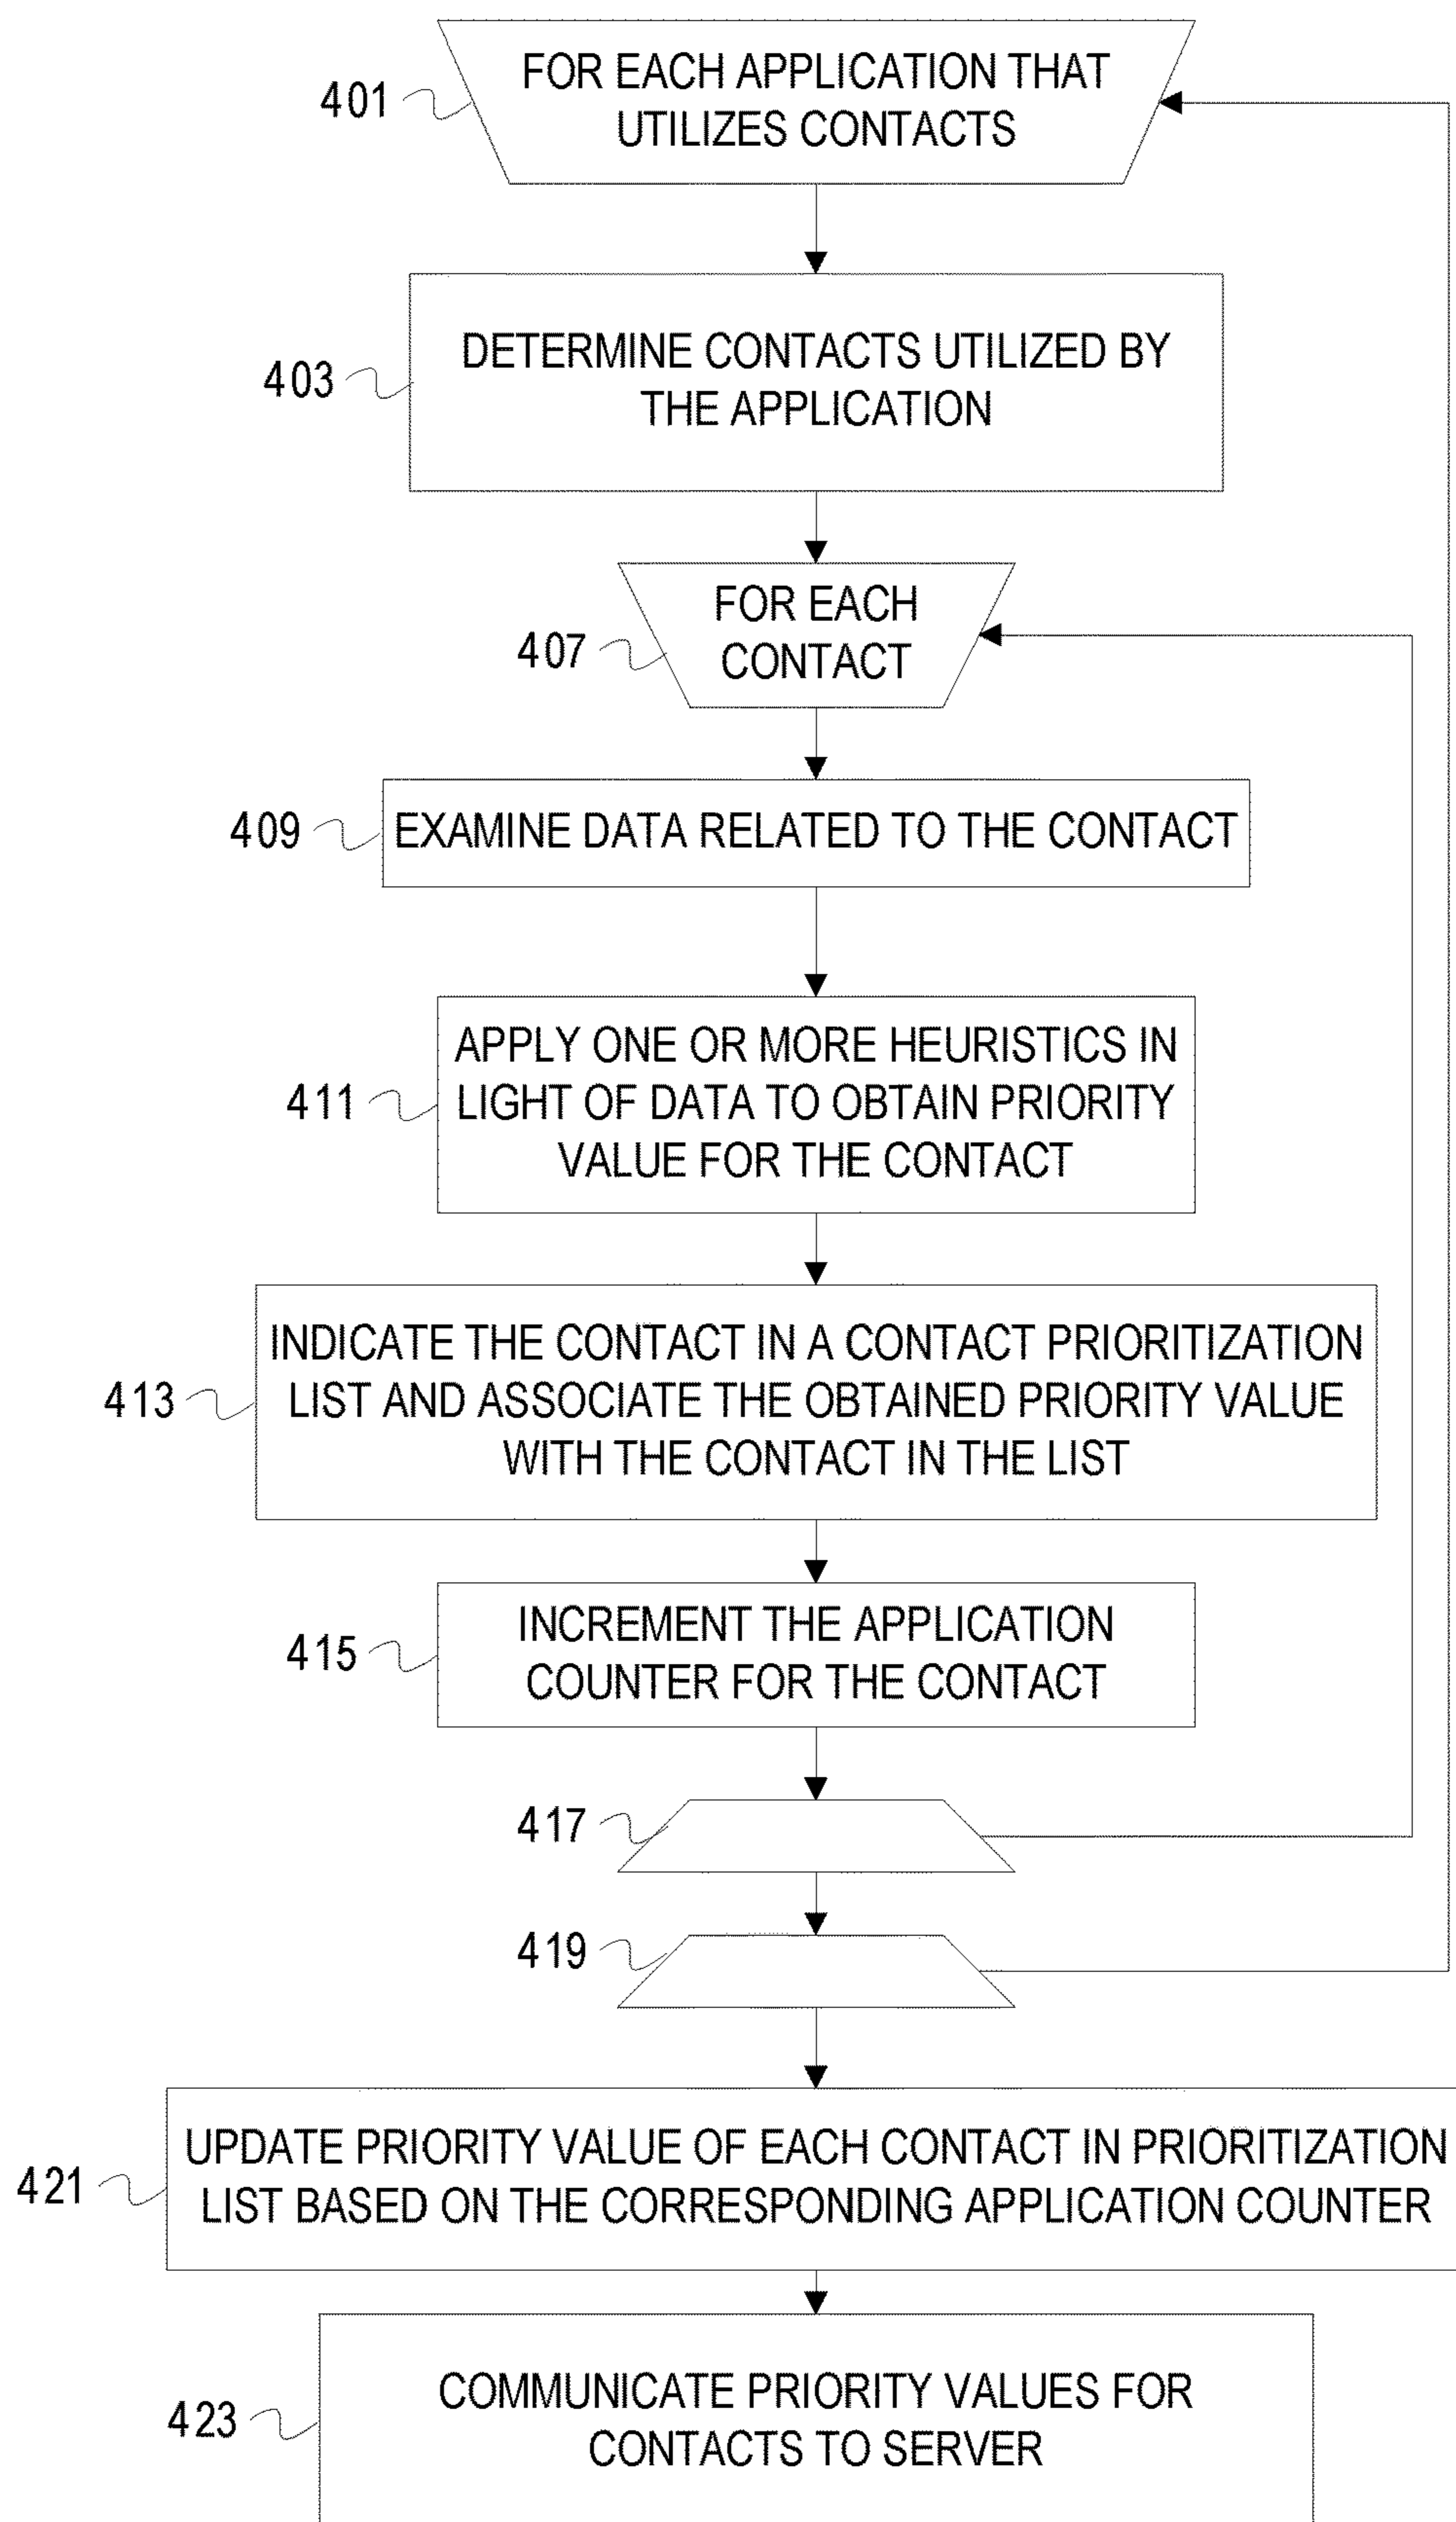 FOR EACH APPLICATION THAT
UTILIZES CONTACTS
401
DETERMINE CONTACTS UTILIZED BY
THE APPLICATION
403
FOR EACH
CONTACT
407
EXAMINE DATA RELATED TO THE CONTACT
409
APPLY ONE OR MORE HEURISTICS IN
LIGHT OF DATA TO OBTAIN PRIORITY
VALUE FOR THE CONTACT
411
INDICATE THE CONTACT IN A CONTACT PRIORITIZATION
LIST AND ASSOCIATE THE OBTAINED PRIORITY VALUE
WITH THE CONTACT IN THE LIST
413
INCREMENT THE APPLICATION
COUNTER FOR THE CONTACT
415
417
419
UPDATE PRIORITY VALUE OF EACH CONTACT IN PRIORITIZATION
LIST BASED ON THE CORRESPONDING APPLICATION COUNTER
421
COMMUNICATE PRIORITY VALUES FOR
CONTACTS TO SERVER
423